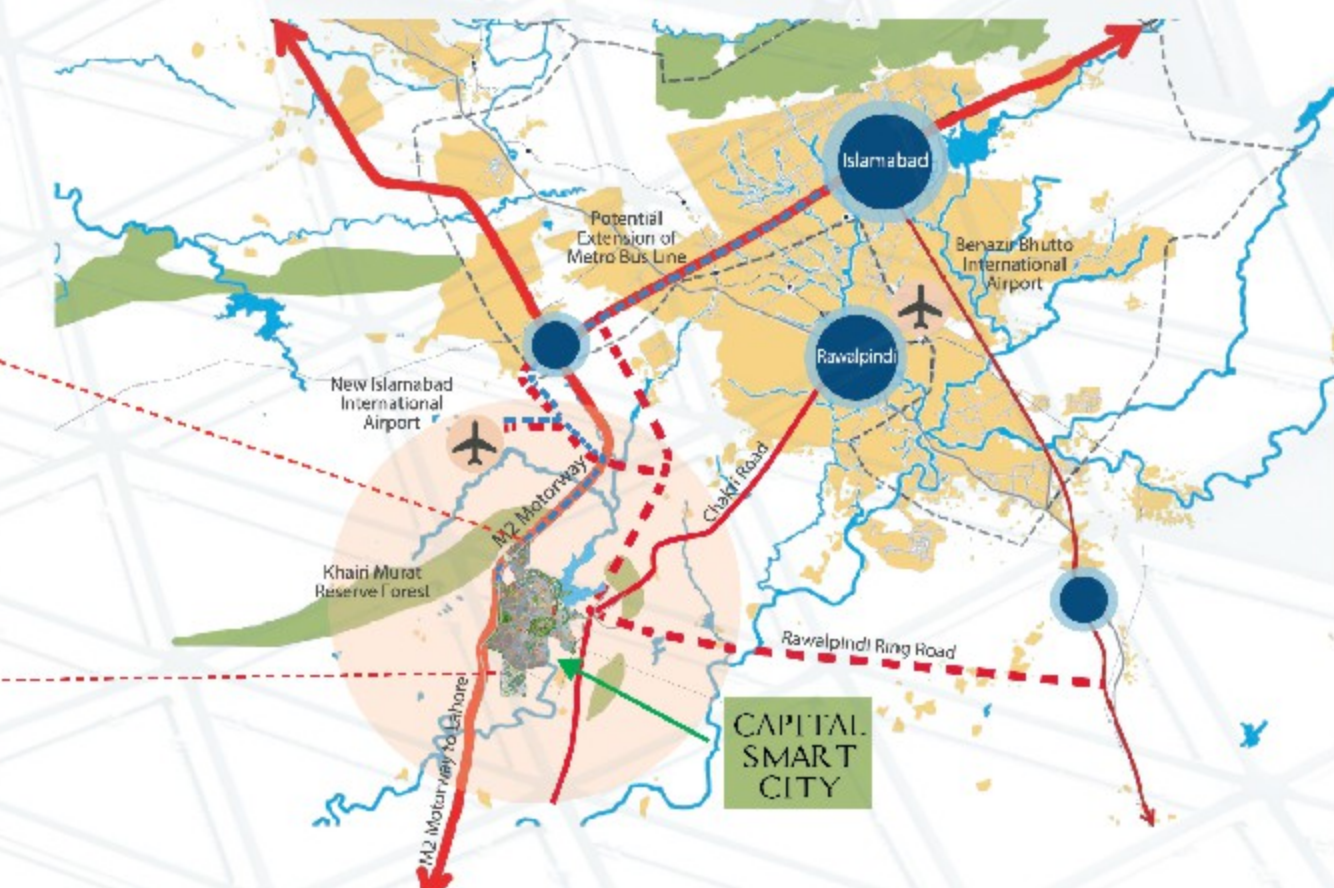 Islamabad
Potential
Extension of
Metro Bus Line
Benazir Bhutto
International
Airport
Rawalpindi
New Islamabad
International
Airport
Chakri Road
M2 Motorway
Khairi Murat
Reserve Forest
Rawalpindi Ring Road
M2 Motorway to Lahore
CAPITAL
SMART
CITY